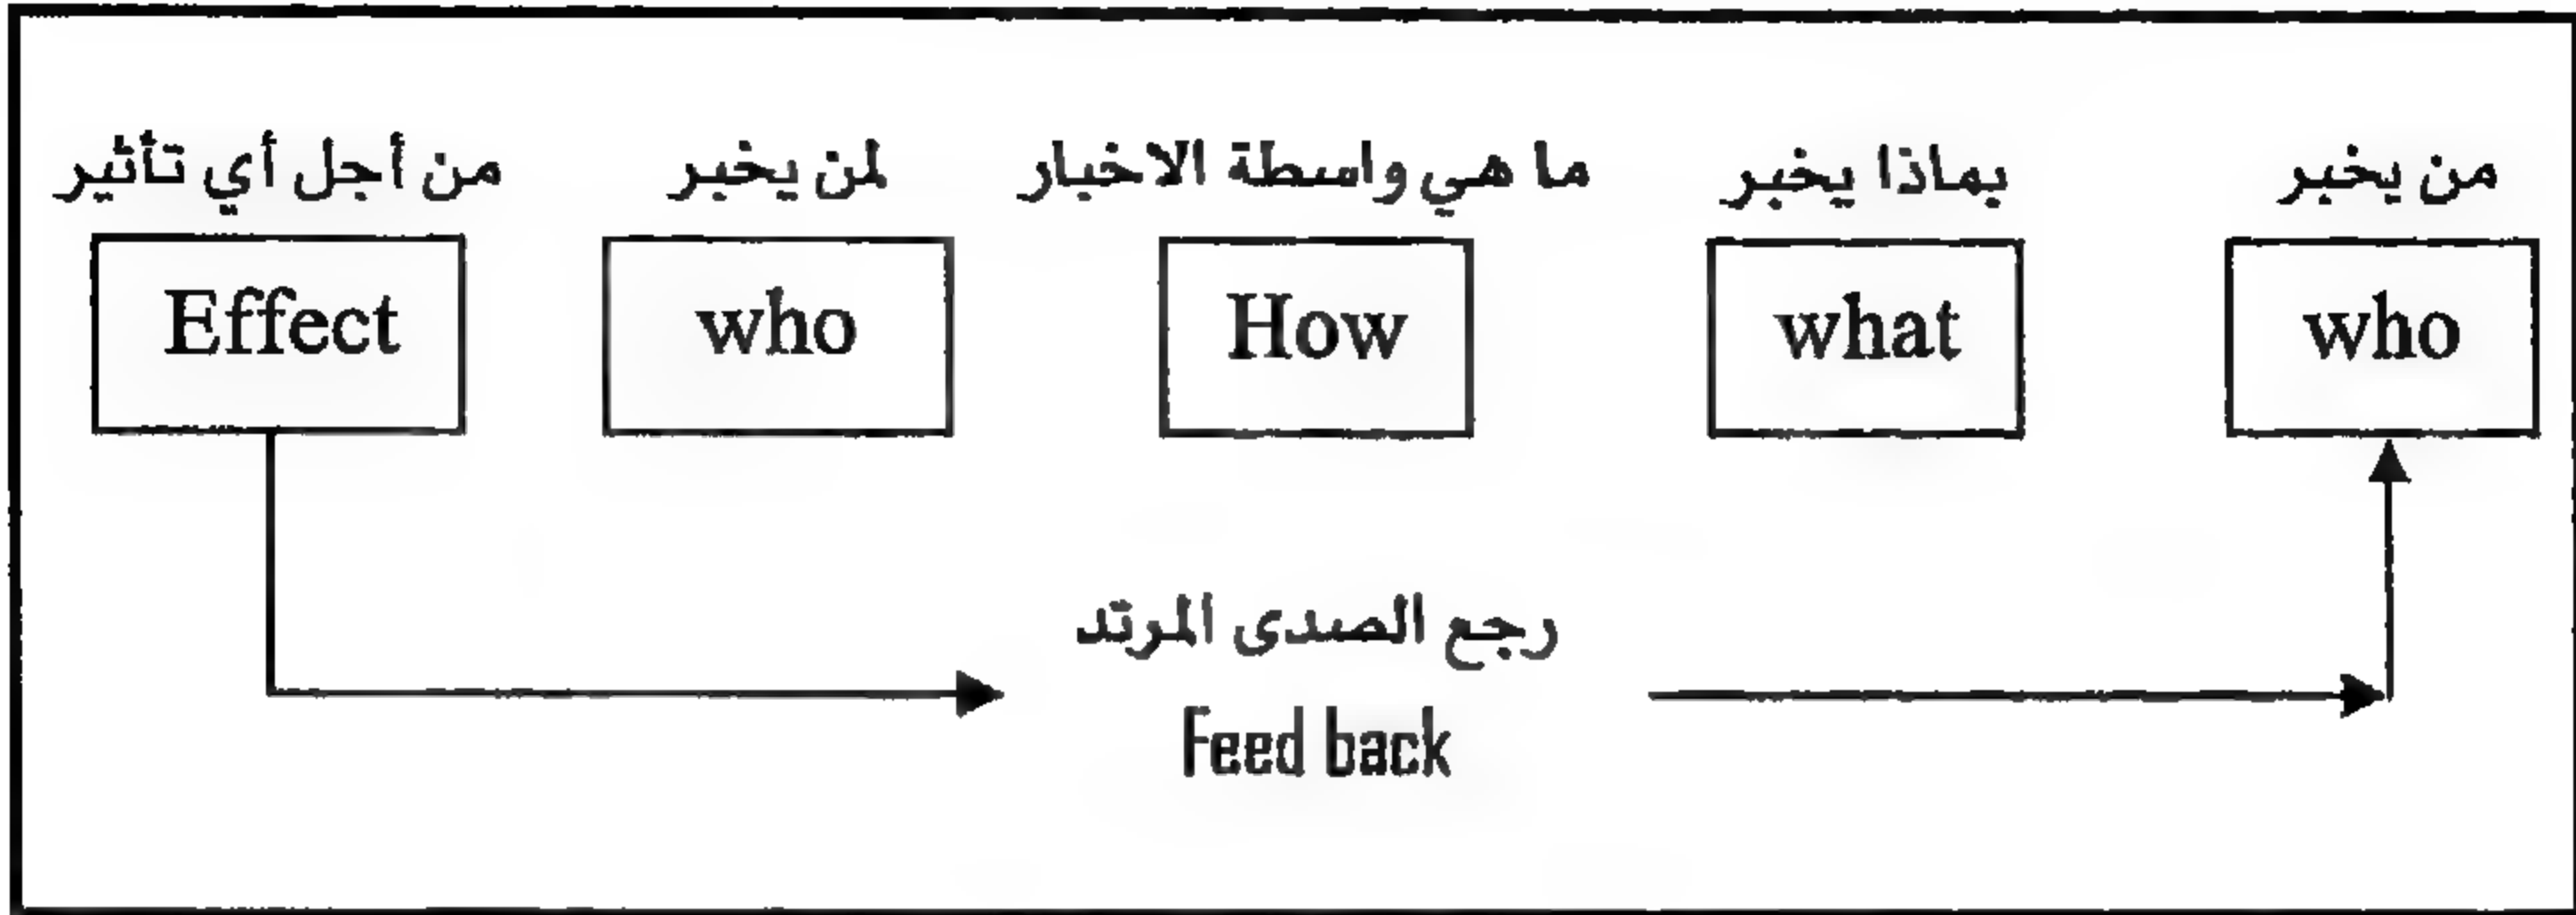 من يخبر
بماذا يخبر
ما هي واسطة الاخبار
لمن يخبر
من أجل أي تأثير
who
what
How
who
Effect
رجع الصدى المرتد
Feed back